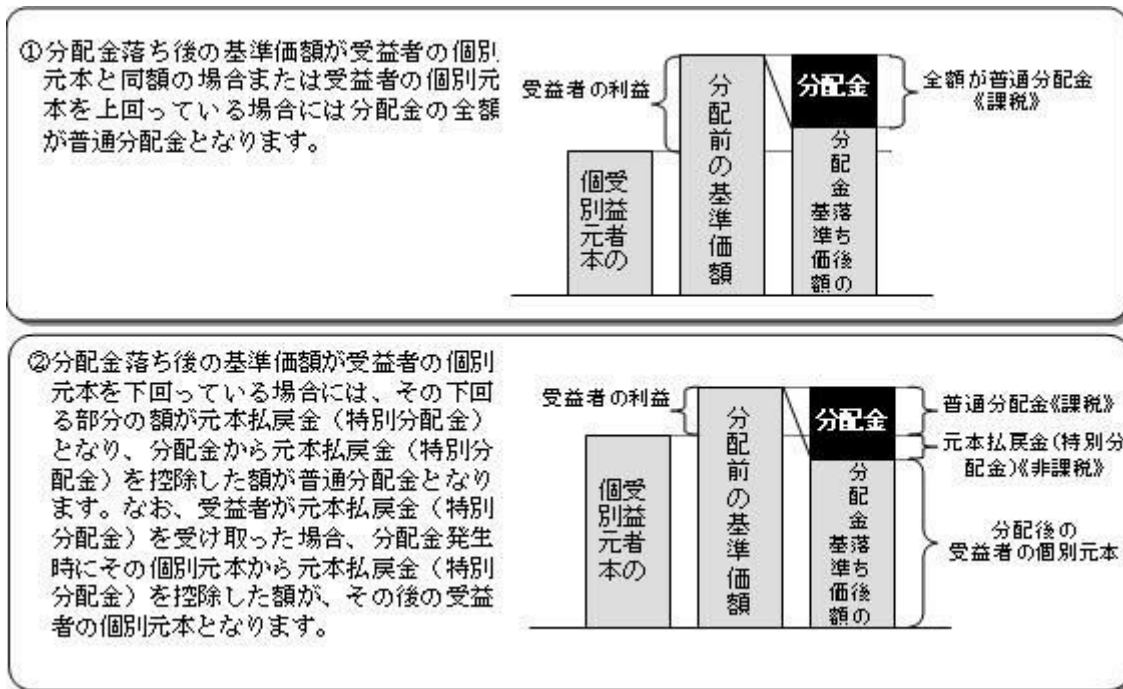 ①分配金落ち後の基準価額が受益者の個別
元本と同額の場合または受益者の個別元
本を上回っている場合には分配金の全額
が普通分配金となります。
受益者の利益
受益者の
個別元本
分配前の基準価額
分配金
分配金落ち後の
基準価額
全額が普通分配金
《課税》
②分配金落ち後の基準価額が受益者の個別
元本を下回っている場合には、その下回
る部分の額が元本払戻金（特別分配金）
となり、分配金から元本払戻金（特別分
配金）を控除した額が普通分配金となり
ます。なお、受益者が元本払戻金（特別
分配金）を受け取った場合、分配金発生
時にその個別元本から元本払戻金（特別
分配金）を控除した額が、その後の受益
者の個別元本となります。
受益者の利益
受益者の
個別元本
分配前の基準価額
分配金
分配金落ち後の
基準価額
普通分配金《課税》
元本払戻金(特別分
配金)《非課税》
分配後の
受益者の個別元本